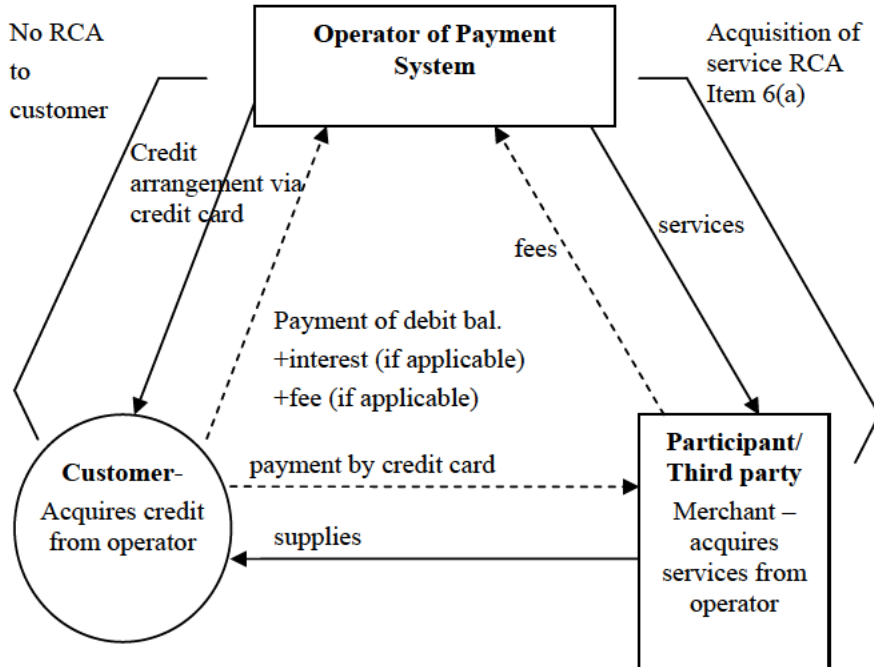 No RCA
to
customer
Operator of Payment
System
Acquisition of
service RCA
Item 6(a)
Credit
arrangement via
credit card
services
fees
Payment of debit bal.
+interest (if applicable)
+fee (if applicable)
Customer-
Acquires credit
from operator
payment by credit card
supplies
Participant/
Third party
Merchant –
acquires
services from
operator